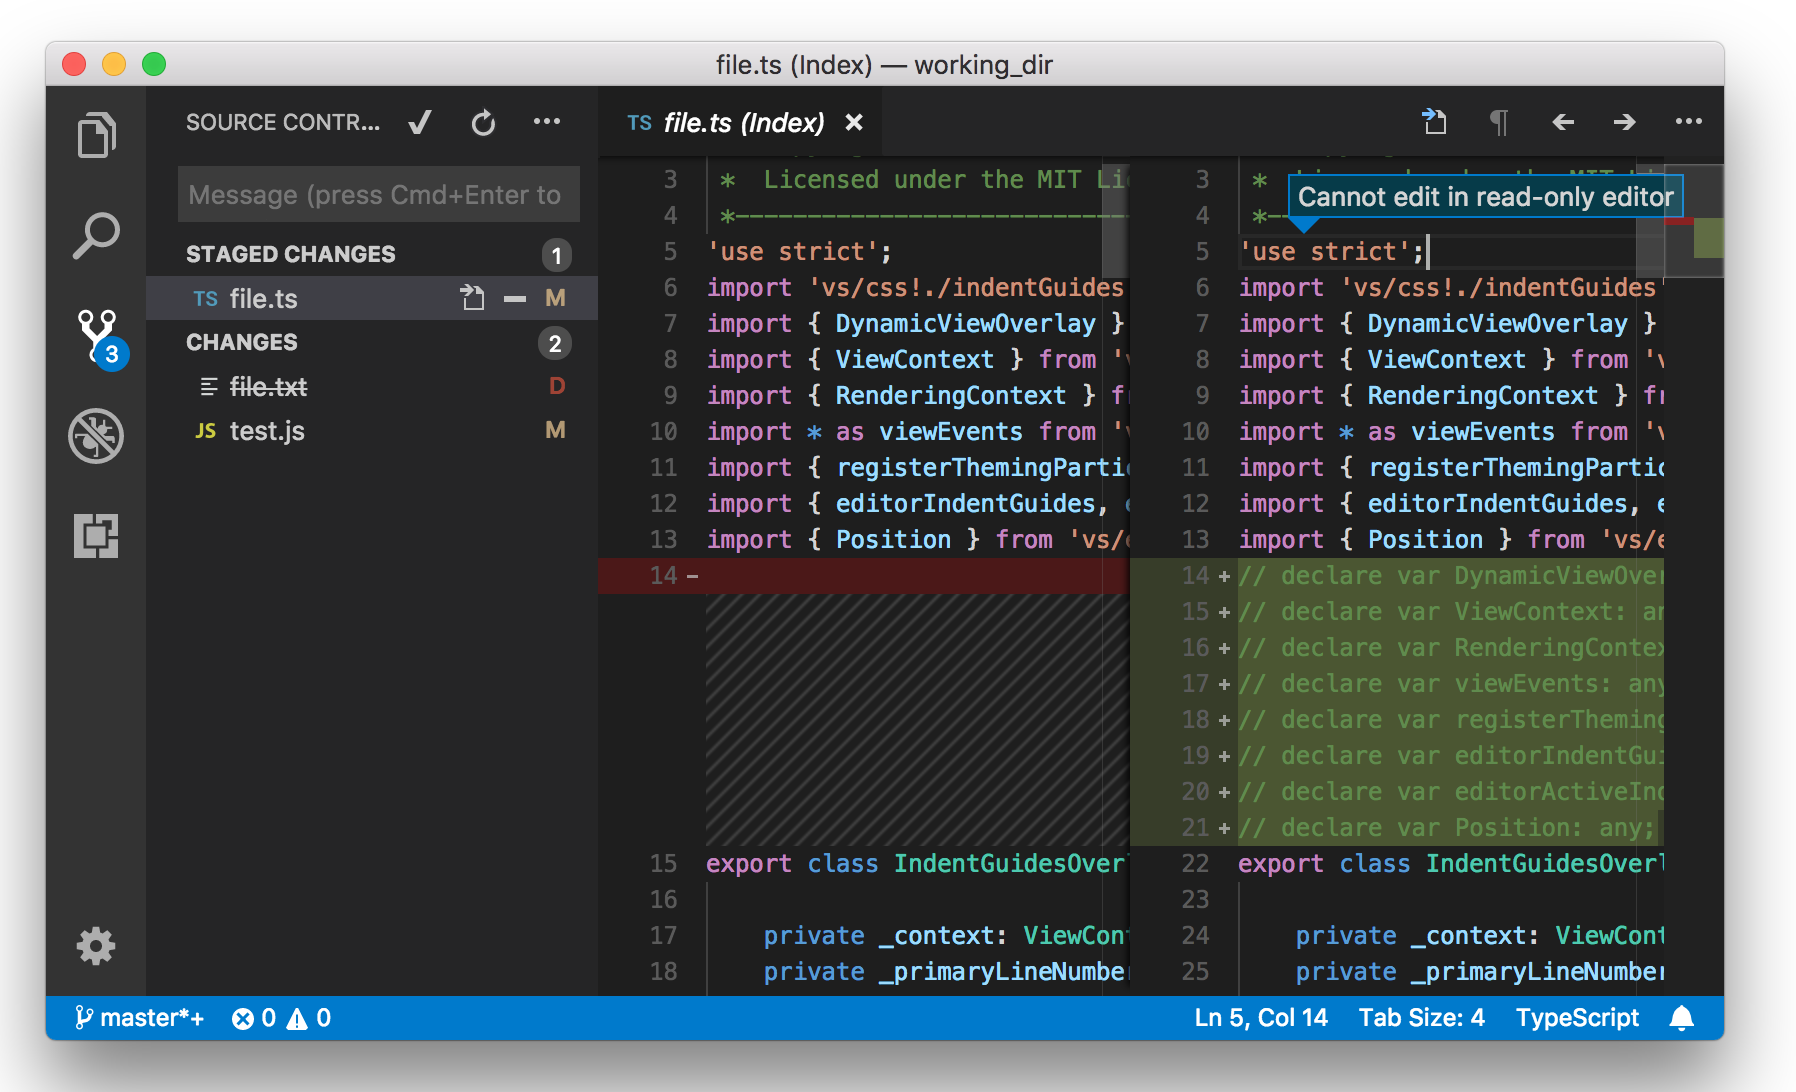 file.ts (Index) — working_dir
SOURCE CONTR...
TS file.ts (Index)
Message (press Cmd+Enter to
STAGED CHANGES 1
TS file.ts M
CHANGES 2
file.txt D
JS test.js M
3
3 * Licensed under the MIT Li
4 *------------------------------
5 'use strict';
6 import 'vs/css!./indentGuides
7 import { DynamicViewOverlay }
8 import { ViewContext } from 'v
9 import { RenderingContext } fr
10 import * as viewEvents from 'v
11 import { registerThemingPartic
12 import { editorIndentGuides, e
13 import { Position } from 'vs/e
14 -
15 export class IndentGuidesOverl
16
17 private _context: ViewCont
18 private _primaryLineNumber
3 *
Cannot edit in read-only editor
4 *-
5 'use strict';
6 import 'vs/css!./indentGuides'
7 import { DynamicViewOverlay }
8 import { ViewContext } from 'v
9 import { RenderingContext } fr
10 import * as viewEvents from 'v
11 import { registerThemingPartic
12 import { editorIndentGuides, e
13 import { Position } from 'vs/e
14 + // declare var DynamicViewOver
15 + // declare var ViewContext: an
16 + // declare var RenderingContex
17 + // declare var viewEvents: any
18 + // declare var registerTheming
19 + // declare var editorIndentGui
20 + // declare var editorActiveInd
21 + // declare var Position: any;
22 export class IndentGuidesOverl
23
24 private _context: ViewCont
25 private _primaryLineNumber
master*+ 0 0 Ln 5, Col 14 Tab Size: 4 TypeScript